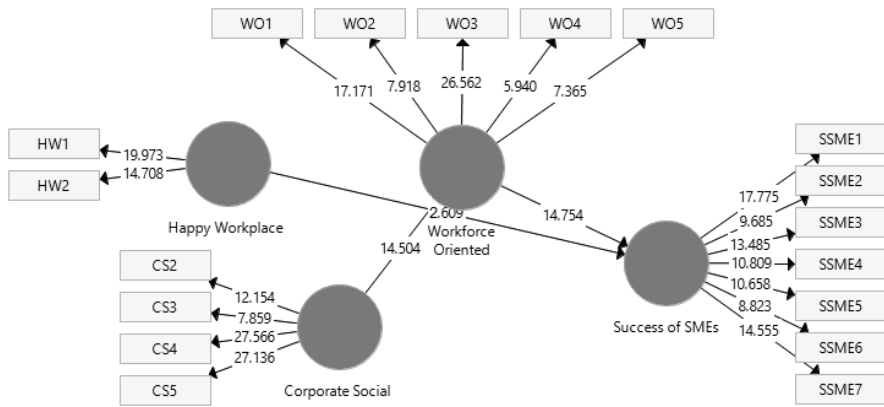 WO1
WO2
WO3
WO4
WO5
17.171
7.918
26.562
5.940
7.365
HW1
HW2
19.973
14.708
Happy Workplace
2.609
Workforce
Oriented
14.754
14.504
CS2
CS3
CS4
CS5
12.154
7.859
27.566
27.136
Corporate Social
Success of SMEs
17.775
9.685
13.485
10.809
10.658
8.823
14.555
SSME1
SSME2
SSME3
SSME4
SSME5
SSME6
SSME7